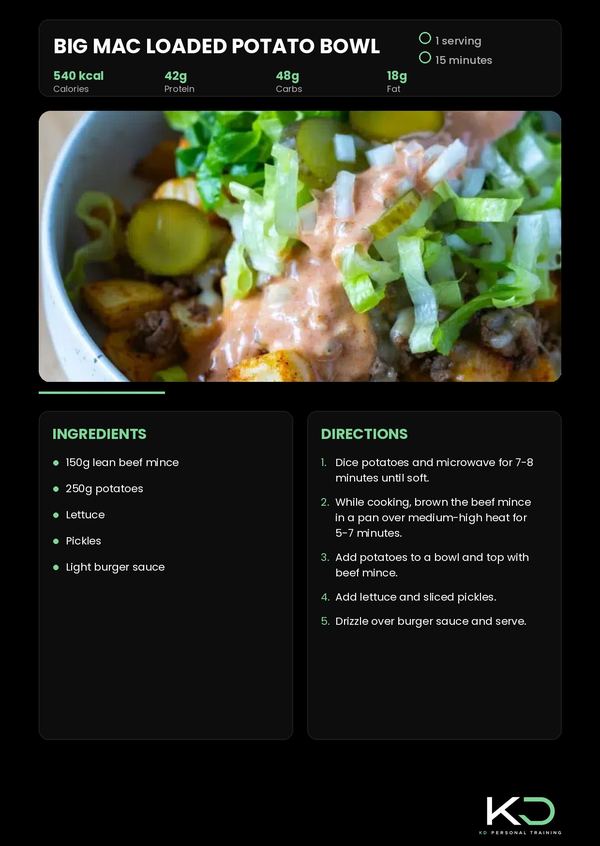 BIG MAC LOADED POTATO BOWL
1 serving
15 minutes
540 kcal
Calories
42g
Protein
48g
Carbs
18g
Fat
INGREDIENTS
150g lean beef mince
250g potatoes
Lettuce
Pickles
Light burger sauce
DIRECTIONS
1. Dice potatoes and microwave for 7-8
minutes until soft.
2. While cooking, brown the beef mince
in a pan over medium-high heat for
5-7 minutes.
3. Add potatoes to a bowl and top with
beef mince.
4. Add lettuce and sliced pickles.
5. Drizzle over burger sauce and serve.
KD
KD PERSONAL TRAINING